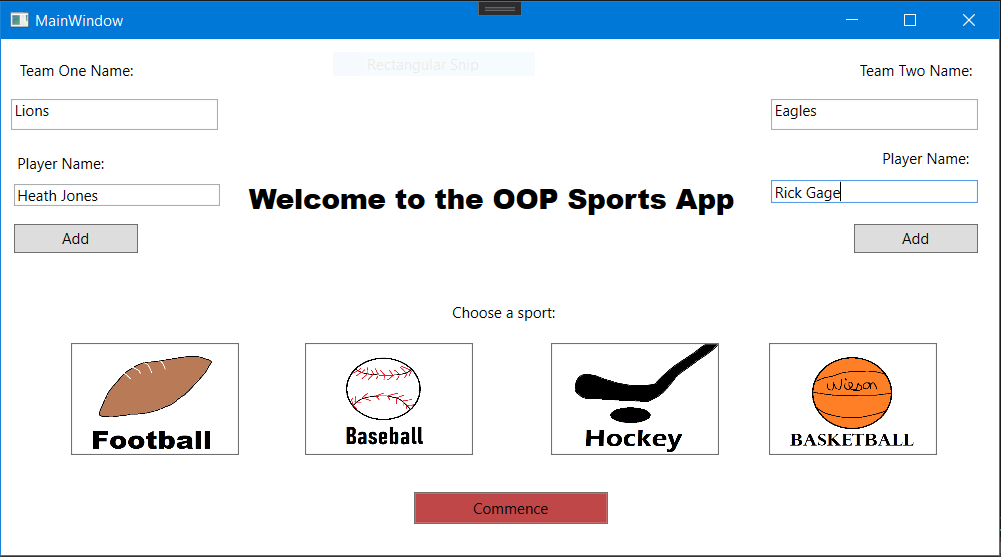 MainWindow
Rectangular Snip
Team One Name:
Team Two Name:
Lions
Eagles
Player Name:
Player Name:
Heath Jones
Rick Gage
Welcome to the OOP Sports App
Add
Add
Choose a sport:
Football
Baseball
Hockey
Wilson
BASKETBALL
Commence